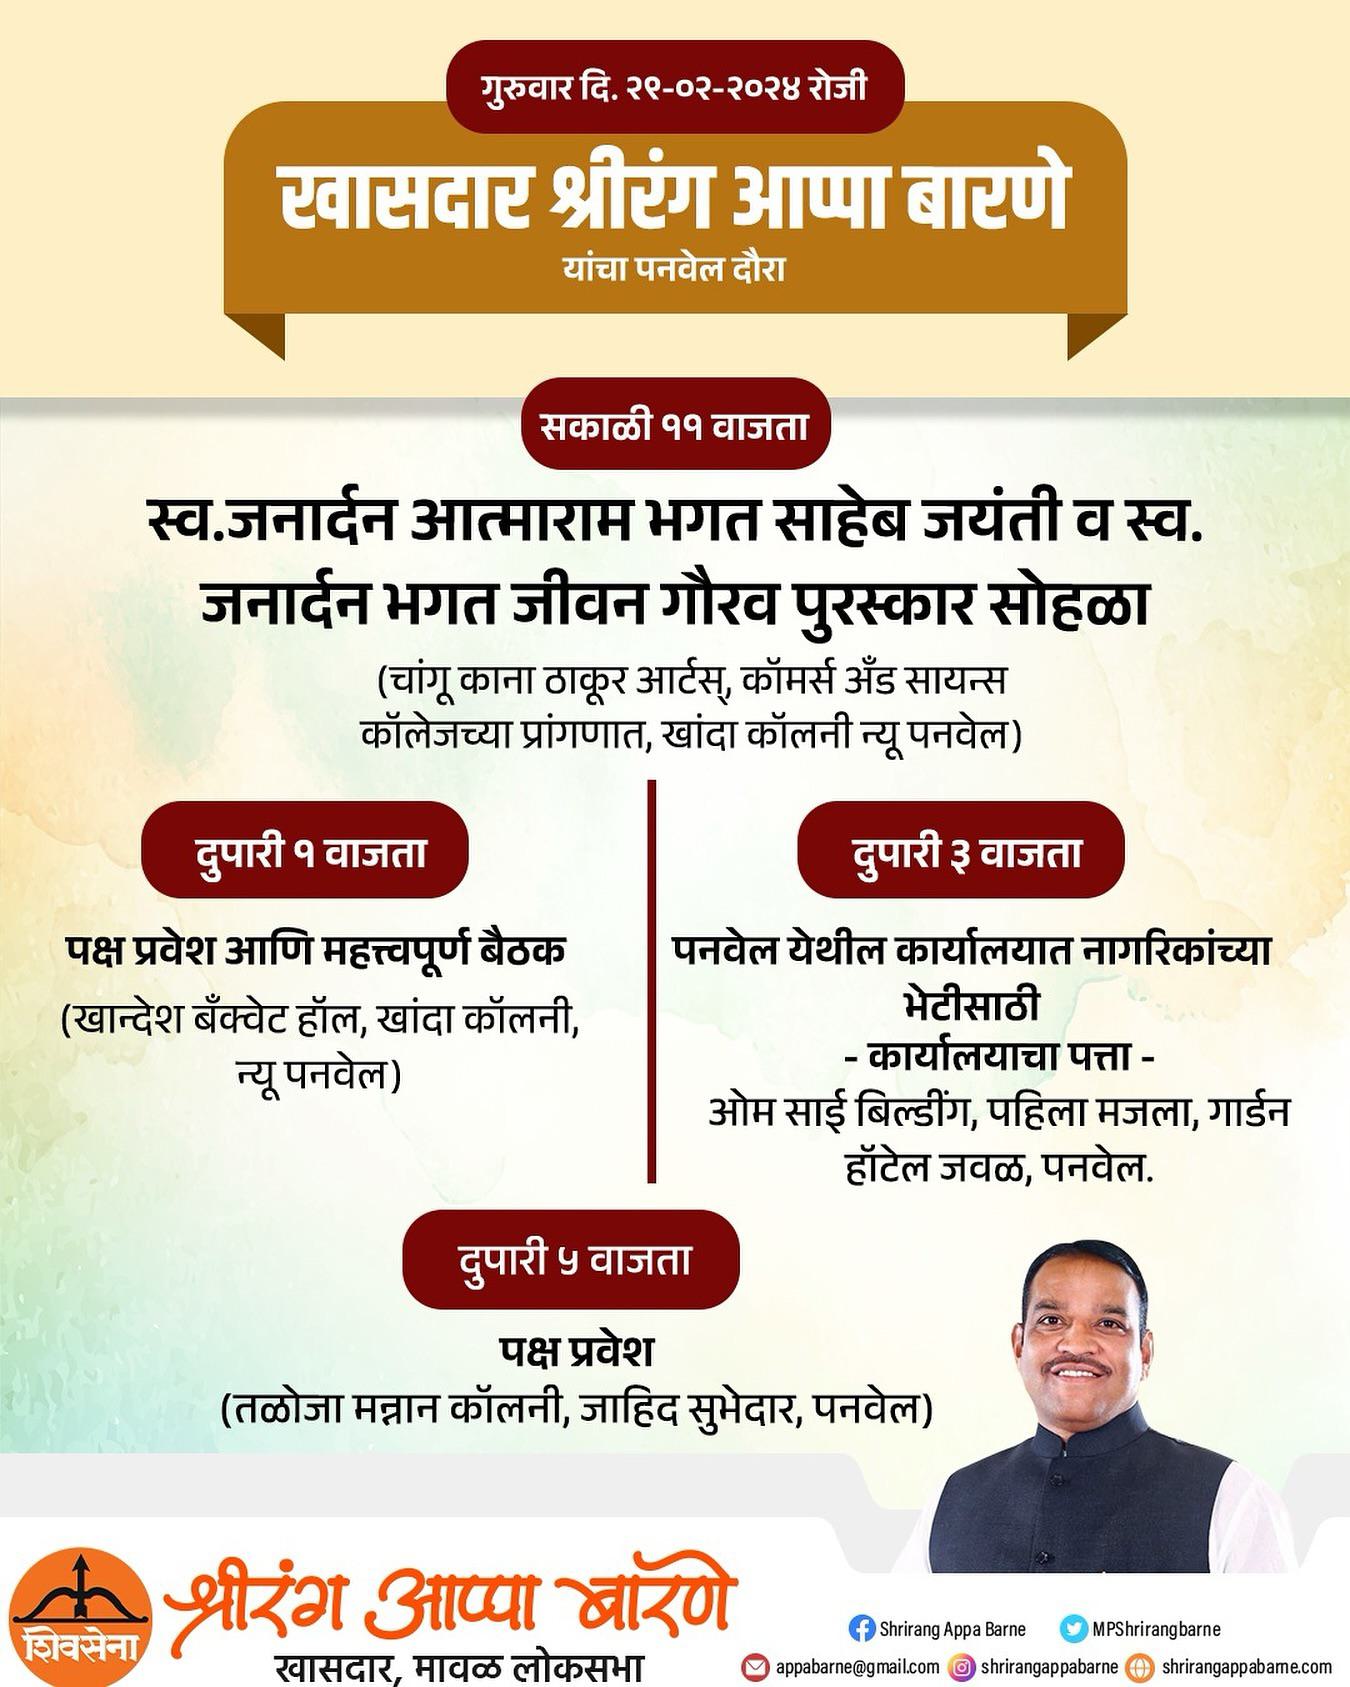 गुरुवार दि. २९-०२-२०२४ रोजी
खासदार श्रीरंग आप्पा बारणे
यांचा पनवेल दौरा
सकाळी ११ वाजता
स्व.जनार्दन आत्माराम भगत साहेब जयंती व स्व.
जनार्दन भगत जीवन गौरव पुरस्कार सोहळा
(चांगू काना ठाकूर आर्टस्, कॉमर्स अँड सायन्स
कॉलेजच्या प्रांगणात, खांदा कॉलनी न्यू पनवेल)
दुपारी १ वाजता
पक्ष प्रवेश आणि महत्त्वपूर्ण बैठक
(खान्देश बँक्वेट हॉल, खांदा कॉलनी,
न्यू पनवेल)
दुपारी ३ वाजता
पनवेल येथील कार्यालयात नागरिकांच्या
भेटीसाठी
- कार्यालयाचा पत्ता -
ओम साई बिल्डींग, पहिला मजला, गार्डन
हॉटेल जवळ, पनवेल.
दुपारी ५ वाजता
पक्ष प्रवेश
(तळोजा मन्नान कॉलनी, जाहिद सुभेदार, पनवेल)
शिवसेना
श्रीरंग आप्पा बारणे
खासदार, मावळ लोकसभा
Shrirang Appa Barne MPShrirangbarne
appabarne@gmail.com shrirangappabarne shrirangappabarne.com